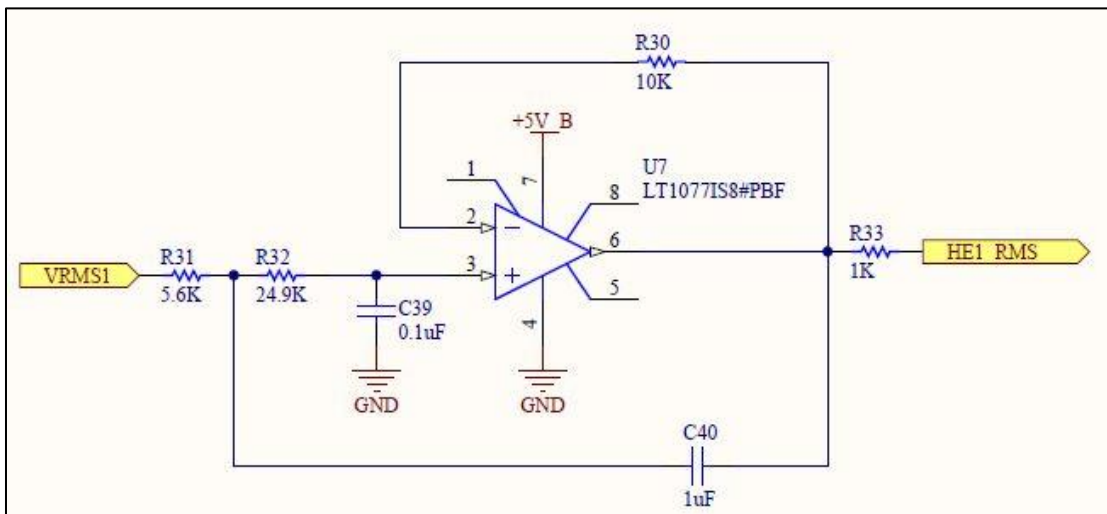 R30
10K
+5V_B
U7
LT1077IS8#PBF
1
7
8
2
6
3
5
4
R31
5.6K
R32
24.9K
VRMS1
C39
0.1uF
R33
1K
HE1_RMS
GND
GND
C40
1uF